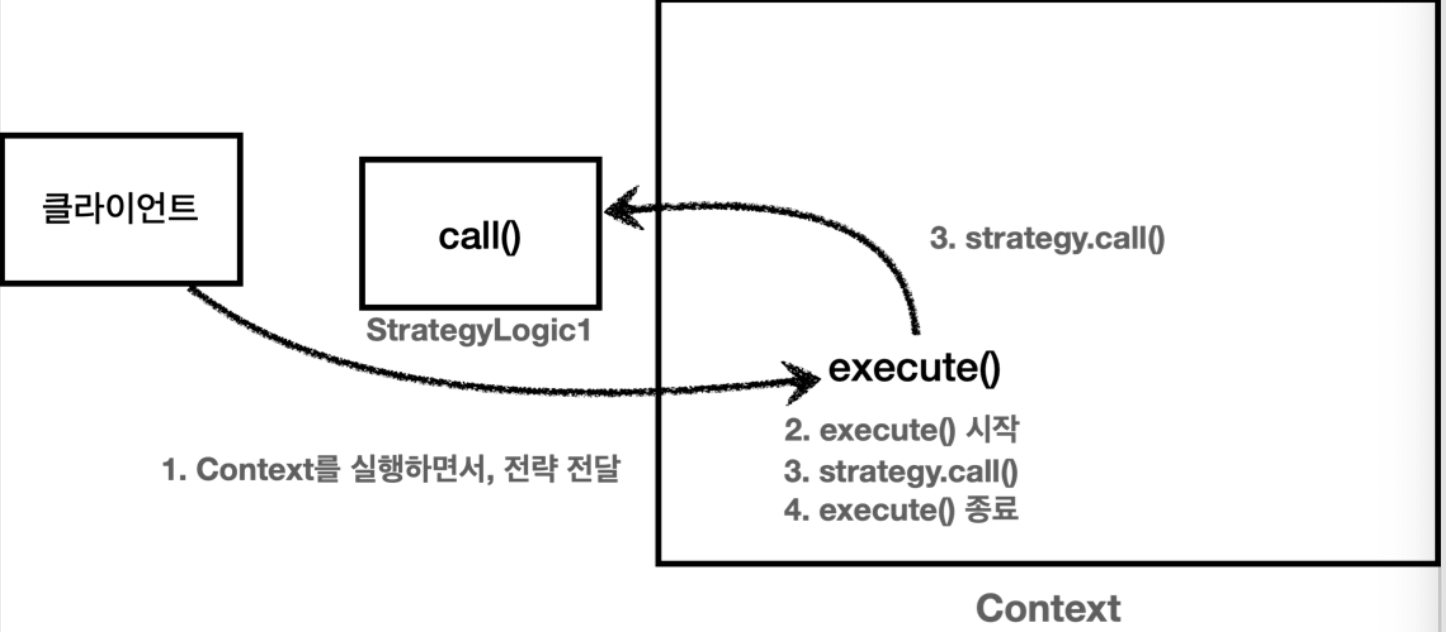 클라이언트
call()
StrategyLogic1
3. strategy.call()
execute()
2. execute() 시작
3. strategy.call()
4. execute() 종료
1. Context를 실행하면서, 전략 전달
Context